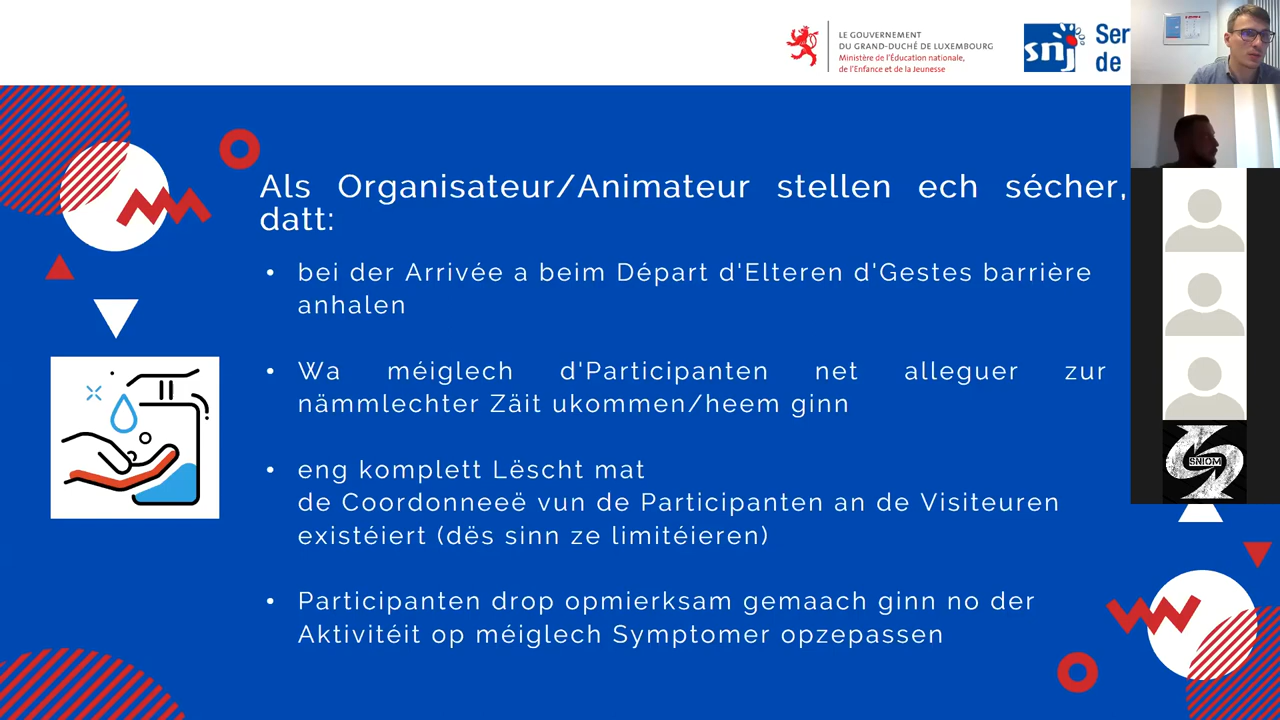 LE GOUVERNEMENT
DU GRAND-DUCHÉ DE LUXEMBOURG
Ministère de l'Éducation nationale,
de l'Enfance et de la Jeunesse
snj
Ser
de
Als Organisateur/Animateur stellen ech sécher,
datt:
• bei der Arrivée a beim Départ d'Elteren d'Gestes barrière
anhalen
• Wa méiglech d'Participanten net alleguer zur
nämmlechter Zäit ukommen/heem ginn
• eng komplett Lëscht mat
de Coordonneeë vun de Participanten an de Visiteuren
existéiert (dës sinn ze limitéieren)
• Participanten drop opmierksam gemaach ginn no der
Aktivitéit op méiglech Symptomer opzepassen
SNIOM